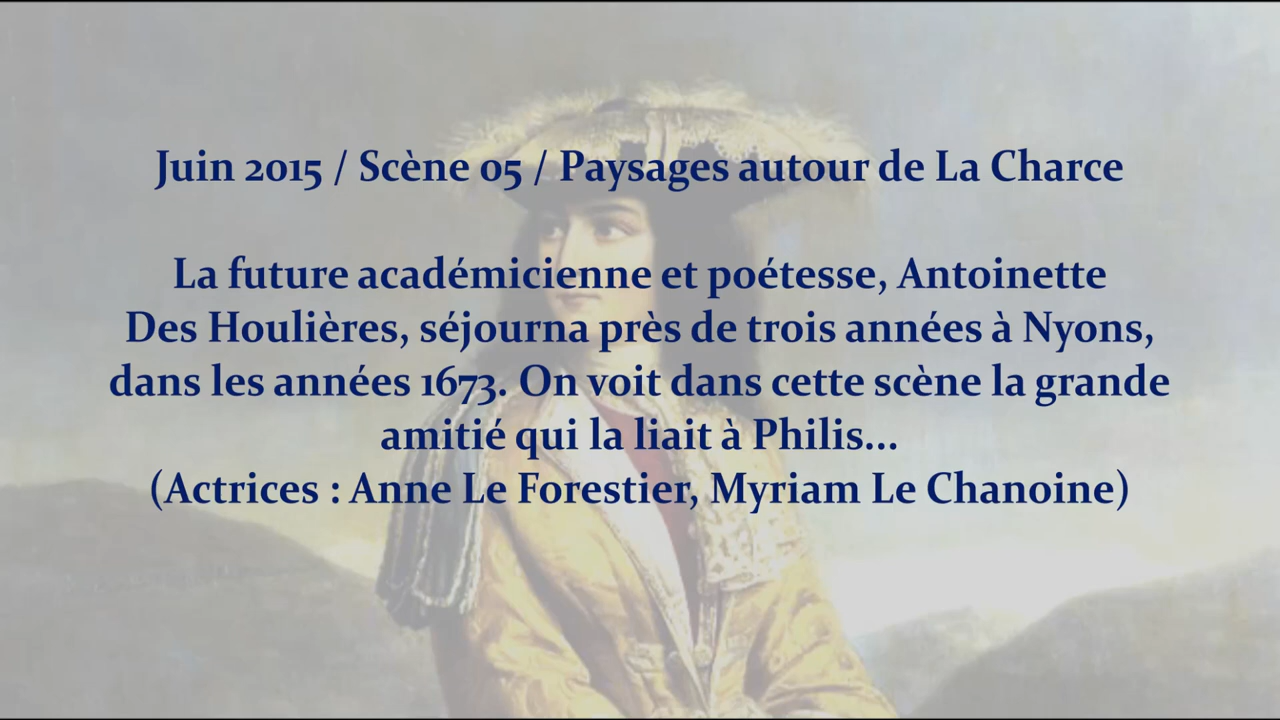 Juin 2015 / Scène 05 / Paysages autour de La Charce
La future académicienne et poétesse, Antoinette
Des Houlières, séjourna près de trois années à Nyons,
dans les années 1673. On voit dans cette scène la grande
amitié qui la liait à Philis...
(Actrices : Anne Le Forestier, Myriam Le Chanoine)